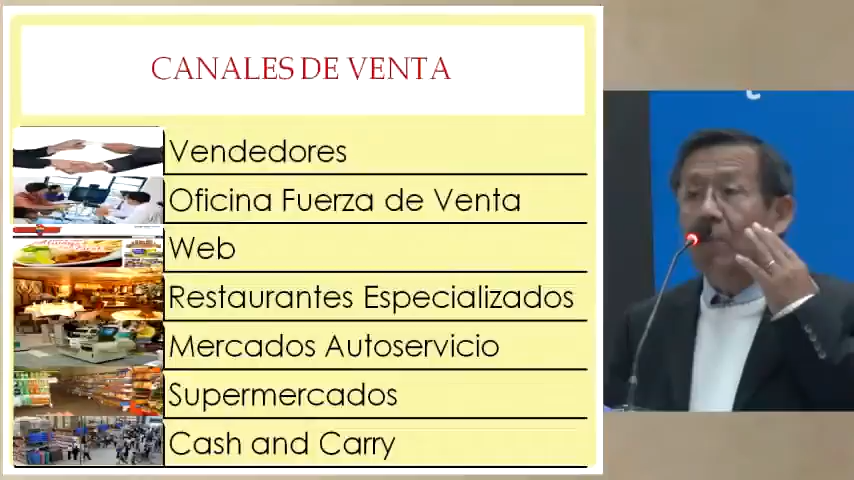 CANALES DE VENTA
Vendedores
Oficina Fuerza de Venta
Web
Restaurantes Especializados
Mercados Autoservicio
Supermercados
Cash and Carry